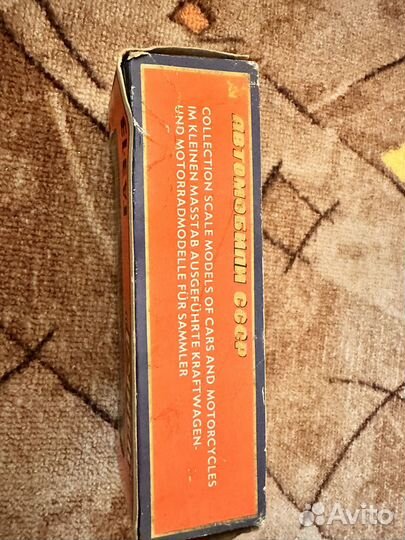 АВТОМОБИЛИ СССР
COLLECTION SCALE MODELS OF CARS AND MOTORCYCLES
IM KLEINEN MASSTAB AUSGEFÜHRTE KRAFTWAGEN-
UND MOTORRADMODELLE FÜR SAMMLER
Avito